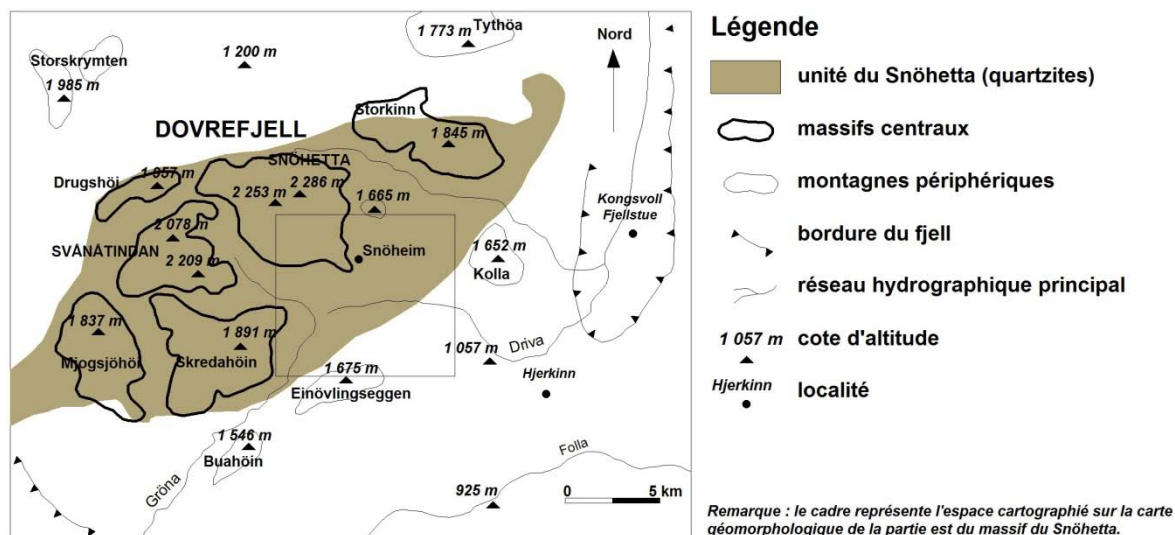 Tythöa
1 773 m
Nord
Storskrymten
1 985 m
1 200 m
DOVREFJELL
Storkinn
1 845 m
SNÖHETTA
1 957 m
Drugshöj
2 253 m
2 286 m
1 665 m
Kongsvoll
Fjellstue
2 078 m
SVÅNÅTINDAN
2 209 m
Snöheim
1 652 m
Kolla
1 837 m
Mjogsjöhöi
1 891 m
Skredahöin
1 057 m
Driva
1 675 m
Einövlingseggen
Hjerkinn
1 546 m
Buahöin
Gröna
Folla
925 m
0 5 km
Légende
unité du Snöhetta (quartzites)
massifs centraux
montagnes périphériques
bordure du fjell
réseau hydrographique principal
1 057 m
cote d'altitude
Hjerkinn
localité
Remarque : le cadre représente l'espace cartographié sur la carte
géomorphologique de la partie est du massif du Snöhetta.